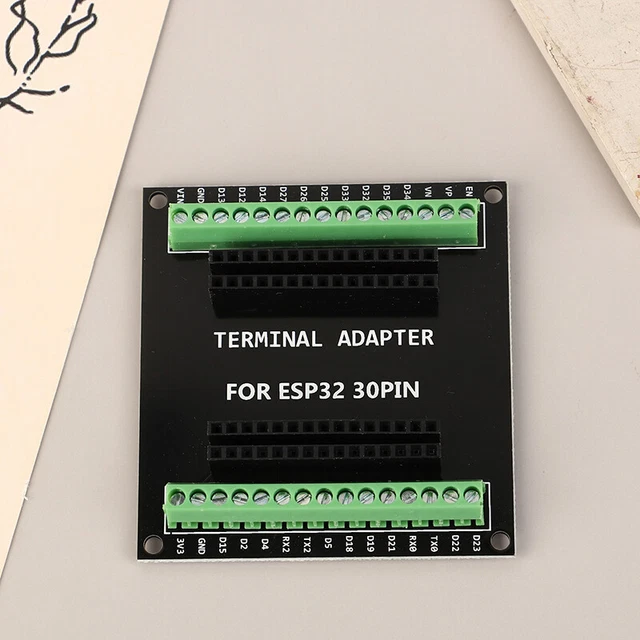 VIN GND D13 D12 D14 D27 D26 D25 D33 D32 D35 D34 VN VP EN
TERMINAL ADAPTER
FOR ESP32 30PIN
3V3 GND D15 D2 D4 RX2 TX2 D5 D18 D19 D21 RX0 TX0 D22 D23